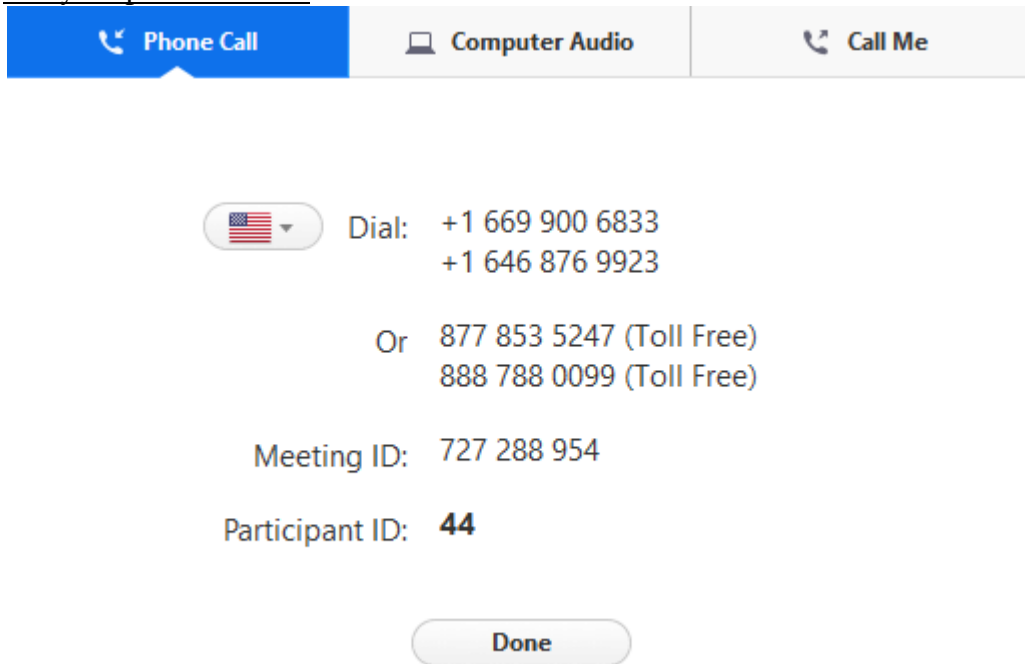 Phone Call
Computer Audio
Call Me
Dial: +1 669 900 6833
+1 646 876 9923
Or 877 853 5247 (Toll Free)
888 788 0099 (Toll Free)
Meeting ID: 727 288 954
Participant ID: 44
Done